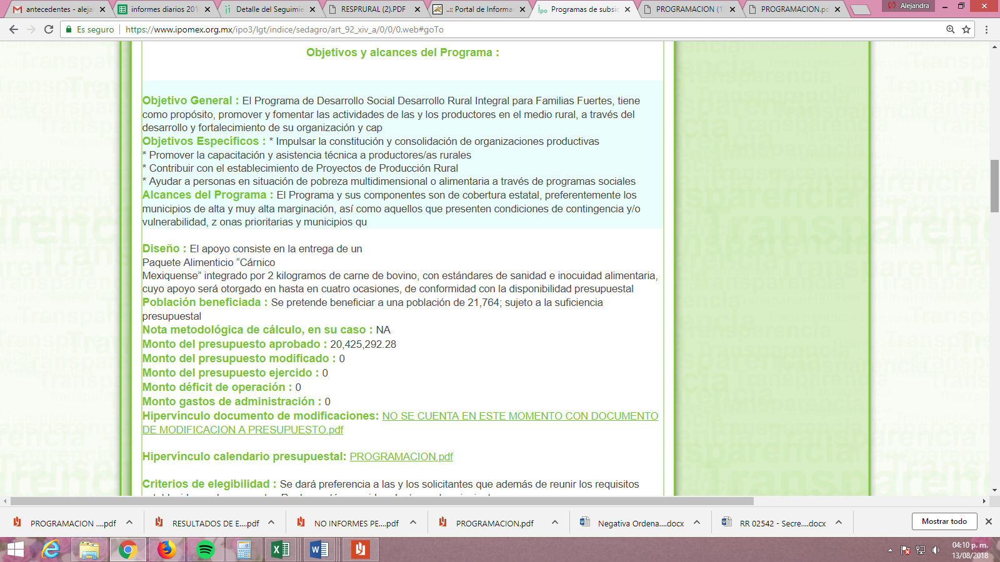 antecedentes - aleja
informes diarios 201
Detalle del Seguimie
RESPRURAL (2).PDF
..:: Portal de Informac
Programas de subsid
PROGRAMACION (1
PROGRAMACION.pd
Alejandra
Es seguro
https://www.ipomex.org.mx/ipo3/lgt/indice/sedagro/art_92_xiv_a/0/0/0.web#goTo
Objetivos y alcances del Programa :
Objetivo General : El Programa de Desarrollo Social Desarrollo Rural Integral para Familias Fuertes, tiene
como propósito, promover y fomentar las actividades de las y los productores en el medio rural, a través del
desarrollo y fortalecimiento de su organización y cap
Objetivos Específicos : * Impulsar la constitución y consolidación de organizaciones productivas
* Promover la capacitación y asistencia técnica a productores/as rurales
* Contribuir con el establecimiento de Proyectos de Producción Rural
* Ayudar a personas en situación de pobreza multidimensional o alimentaria a través de programas sociales
Alcances del Programa : El Programa y sus componentes son de cobertura estatal, preferentemente los
municipios de alta y muy alta marginación, así como aquellos que presenten condiciones de contingencia y/o
vulnerabilidad, z onas prioritarias y municipios qu
Diseño : El apoyo consiste en la entrega de un
Paquete Alimenticio “Cárnico
Mexiquense” integrado por 2 kilogramos de carne de bovino, con estándares de sanidad e inocuidad alimentaria,
cuyo apoyo será otorgado en hasta en cuatro ocasiones, de conformidad con la disponibilidad presupuestal
Población beneficiada : Se pretende beneficiar a una población de 21,764; sujeto a la suficiencia
presupuestal
Nota metodológica de cálculo, en su caso : NA
Monto del presupuesto aprobado : 20,425,292.28
Monto del presupuesto modificado : 0
Monto del presupuesto ejercido : 0
Monto déficit de operación : 0
Monto gastos de administración : 0
Hipervínculo documento de modificaciones: NO SE CUENTA EN ESTE MOMENTO CON DOCUMENTO
DE MODIFICACION A PRESUPUESTO.pdf
Hipervínculo calendario presupuestal: PROGRAMACION.pdf
Criterios de elegibilidad : Se dará preferencia a las y los solicitantes que además de reunir los requisitos
PROGRAMACION ....pdf
RESULTADOS DE E....pdf
NO INFORMES PE....pdf
PROGRAMACION.pdf
Negativa Ordena....docx
RR 02542 - Secre....docx
Mostrar todo
04:10 p. m.
13/08/2018